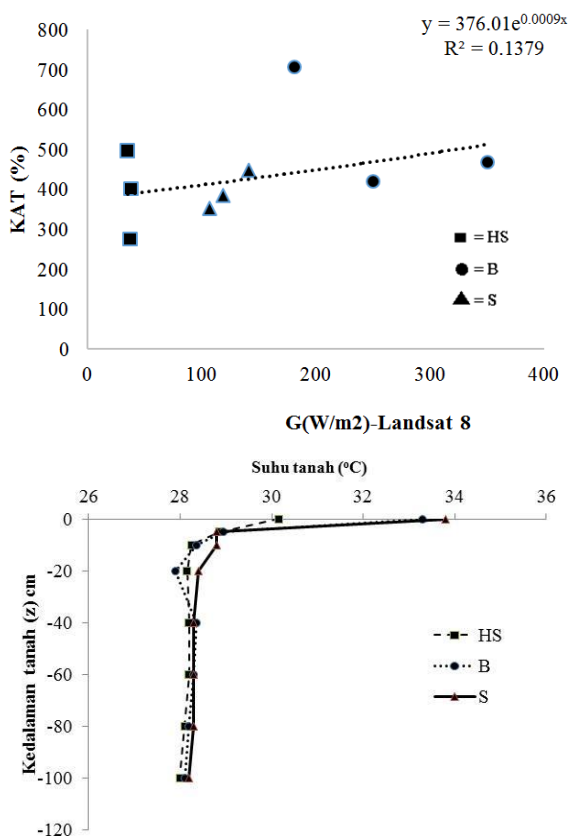 y = 376.01e^0.0009x
R² = 0.1379
800
700
600
500
400
300
200
100
0
KAT (%)
= HS
= B
= S
0 100 200 300 400
G(W/m2)-Landsat 8
Suhu tanah (°C)
26 28 30 32 34 36
0
-20
-40
-60
-80
-100
-120
Kedalaman tanah (z) cm
HS
B
S